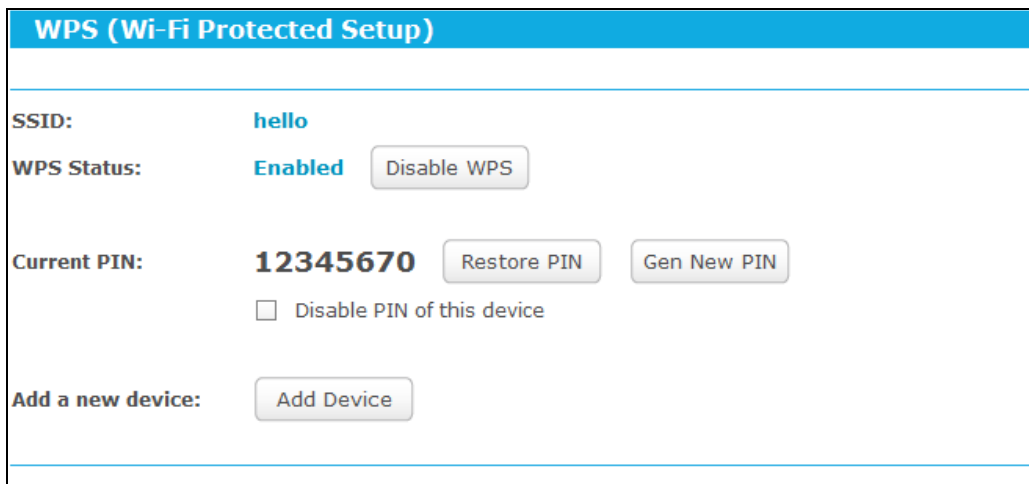 WPS (Wi-Fi Protected Setup)
SSID: hello
WPS Status: Enabled Disable WPS
Current PIN: 12345670 Restore PIN Gen New PIN
Disable PIN of this device
Add a new device: Add Device